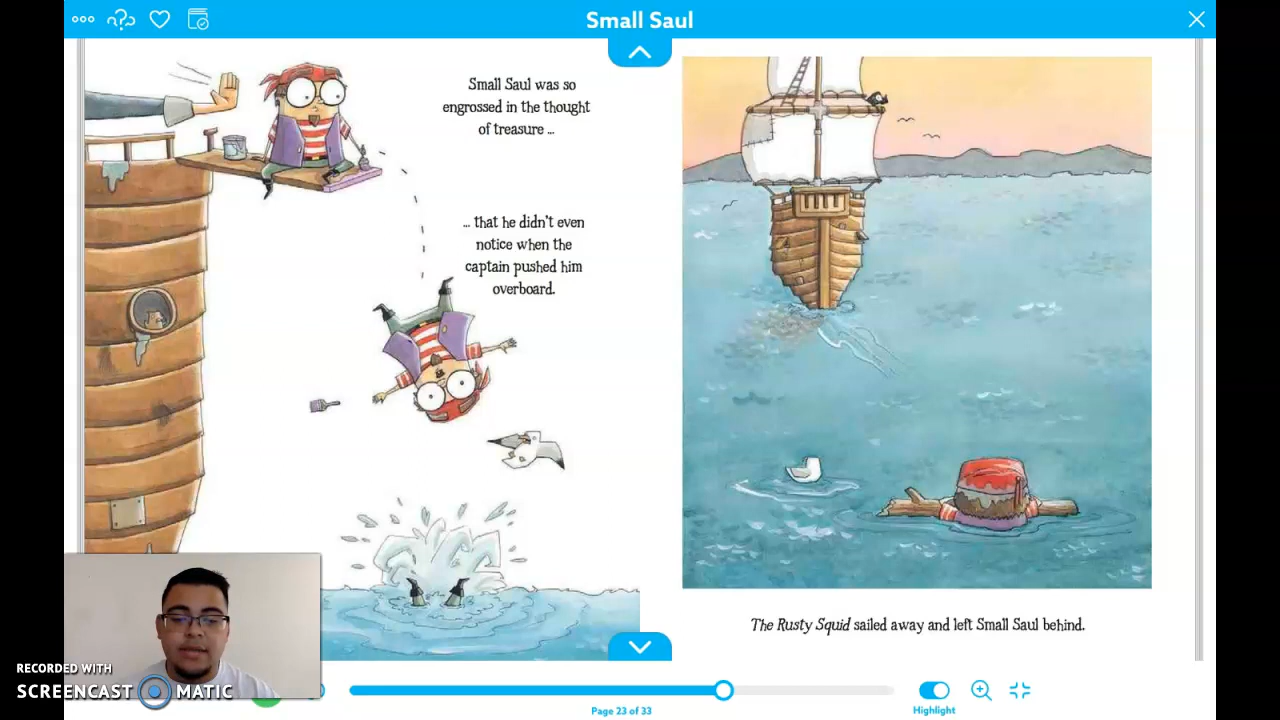 Small Saul
Small Saul was so
engrossed in the thought
of treasure ...
... that he didn't even
notice when the
captain pushed him
overboard.
The Rusty Squid sailed away and left Small Saul behind.
RECORDED WITH
SCREENCAST MATIC
Page 23 of 33
Highlight